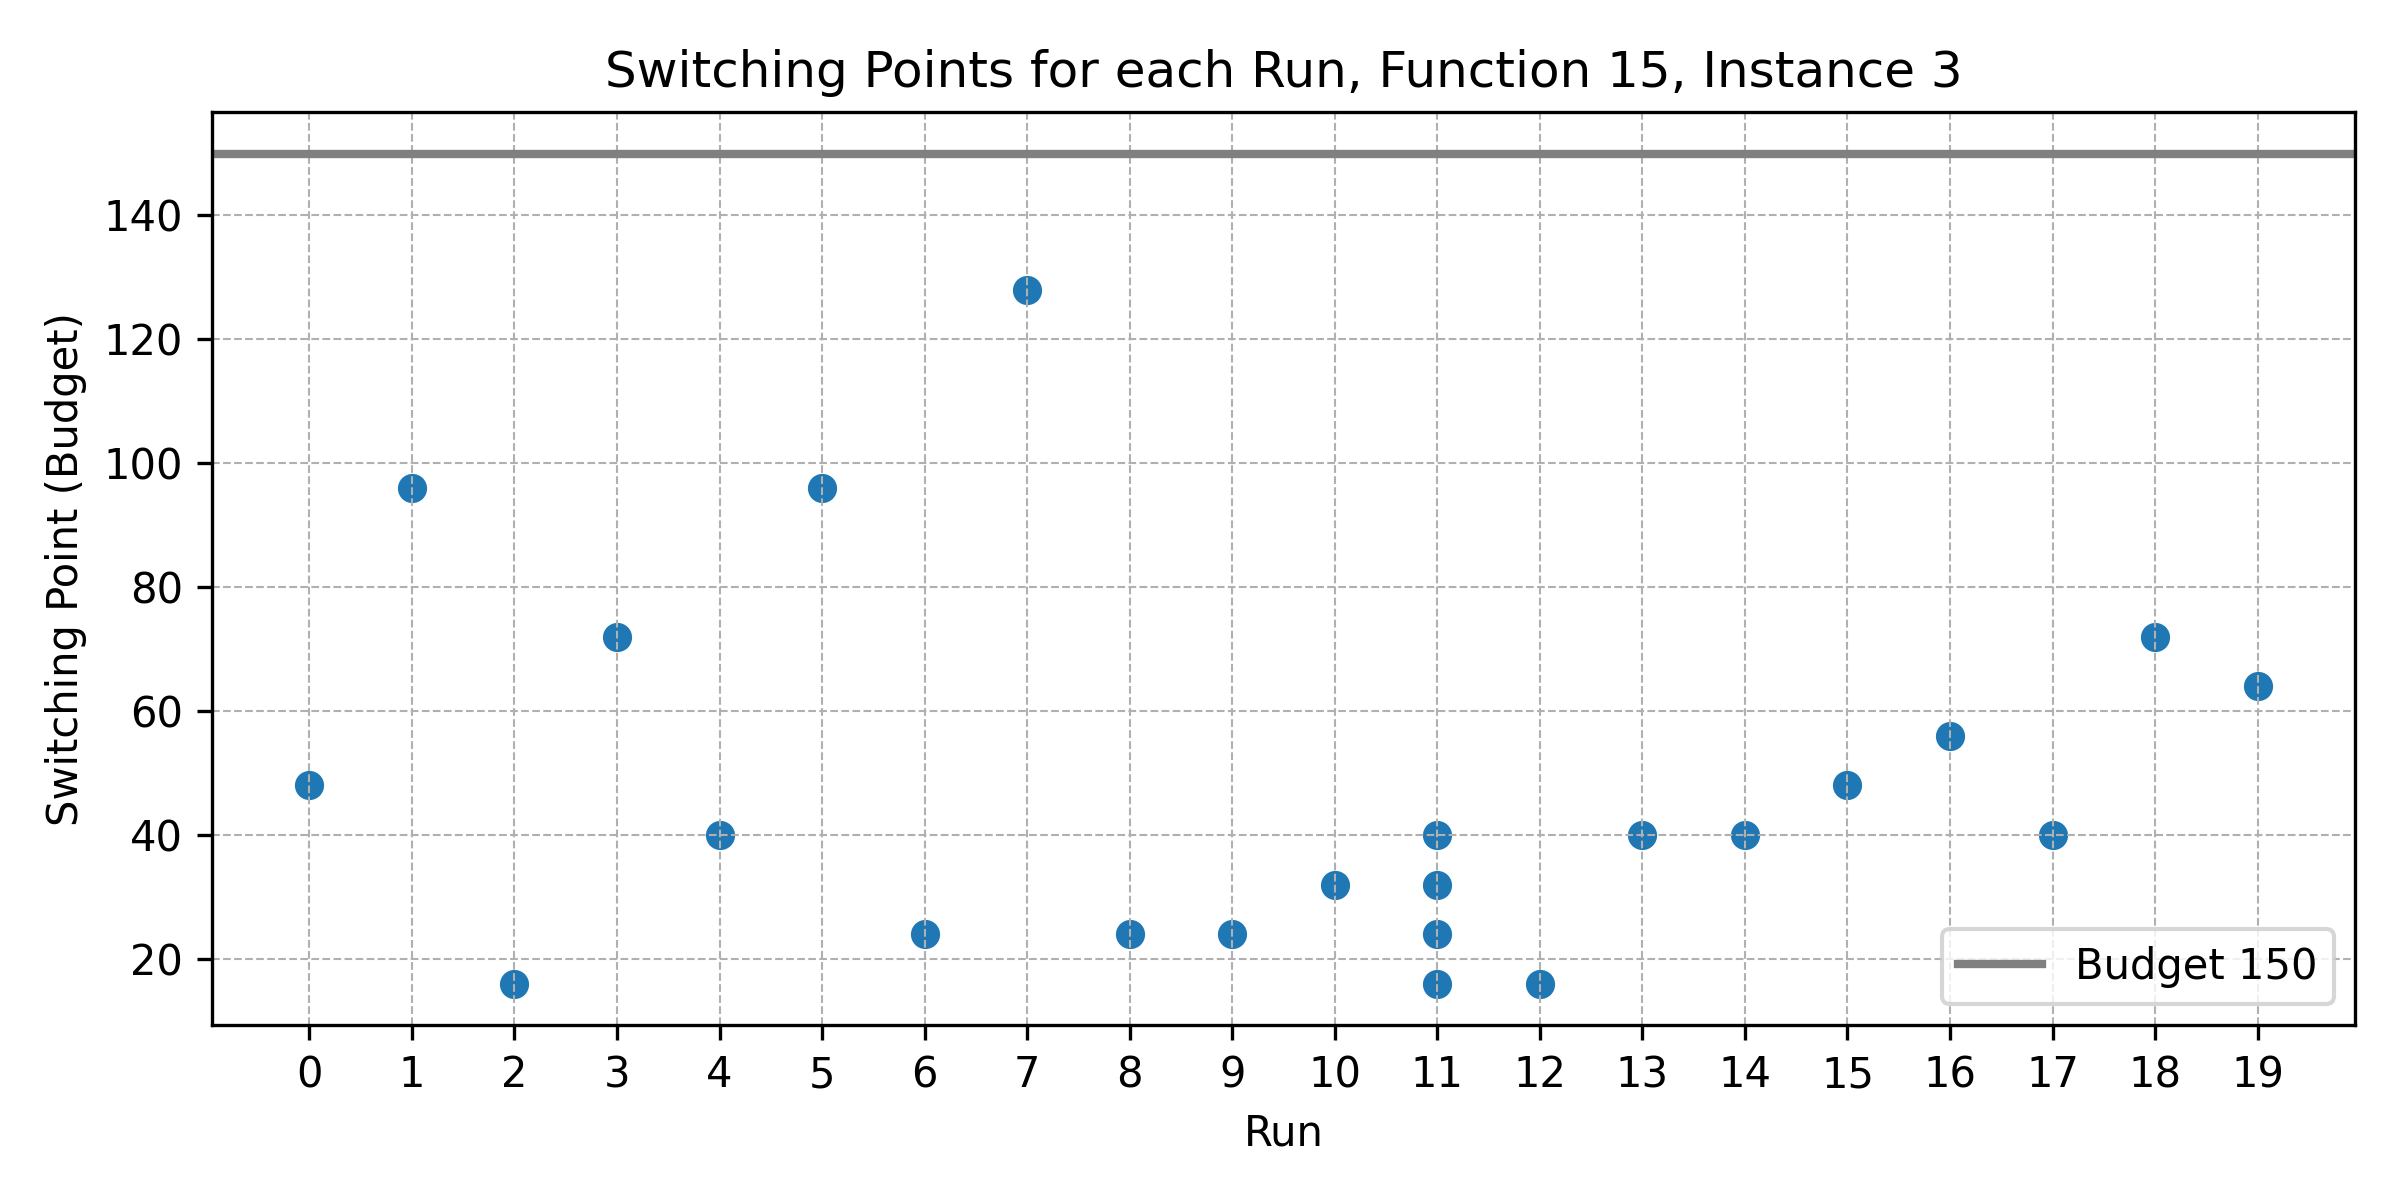 Switching Points for each Run, Function 15, Instance 3
Switching Point (Budget)
140
120
100
80
60
40
20
Budget 150
0 1 2 3 4 5 6 7 8 9 10 11 12 13 14 15 16 17 18 19
Run